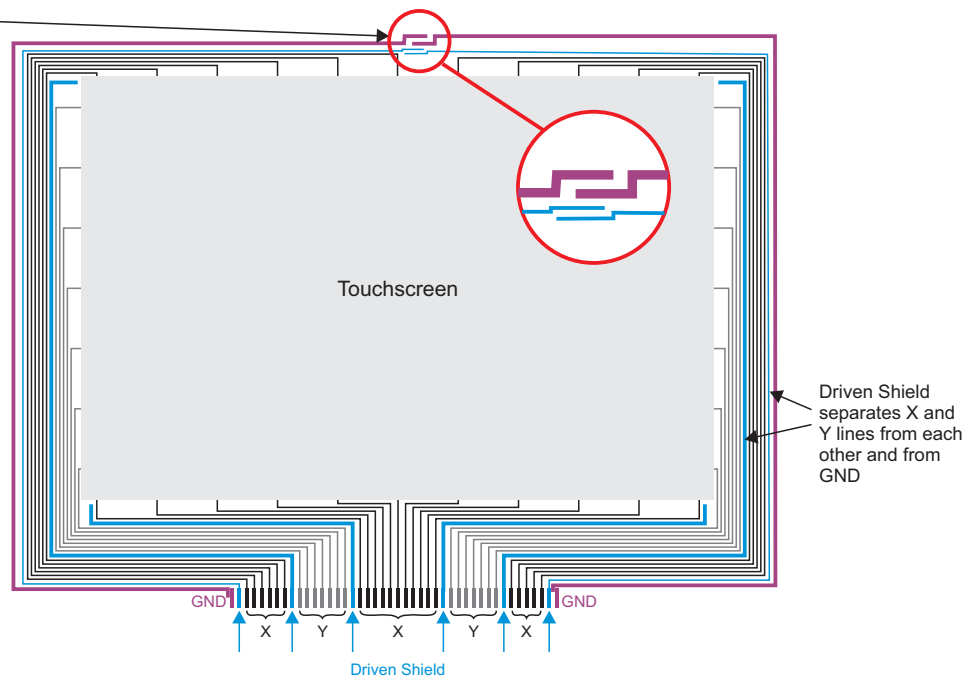 Touchscreen
Driven Shield
separates X and
Y lines from each
other and from
GND
GND
GND
X
Y
X
Y
X
Driven Shield